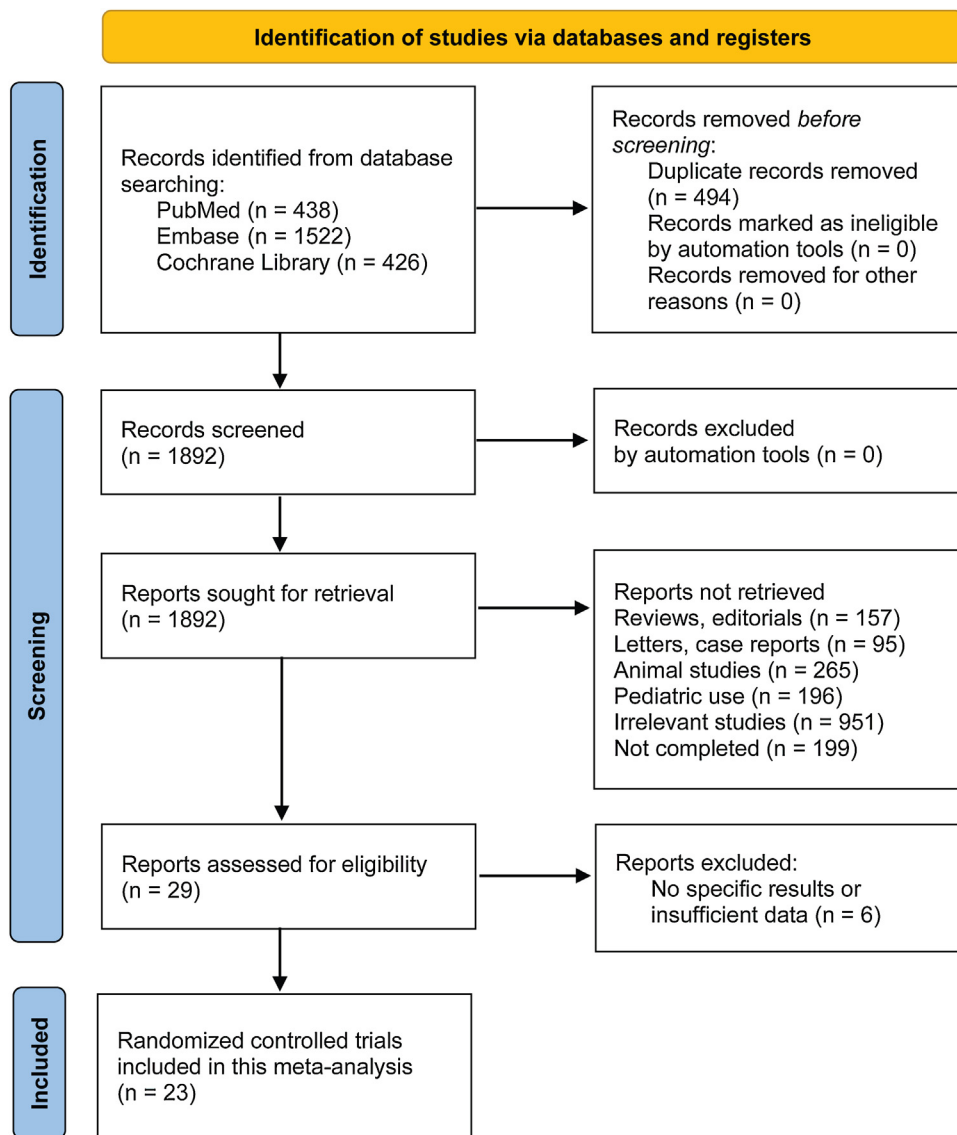 Identification of studies via databases and registers
Identification
Records identified from database
searching:
PubMed (n = 438)
Embase (n = 1522)
Cochrane Library (n = 426)
Records removed before
screening:
Duplicate records removed
(n = 494)
Records marked as ineligible
by automation tools (n = 0)
Records removed for other
reasons (n = 0)
Screening
Records screened
(n = 1892)
Records excluded
by automation tools (n = 0)
Reports sought for retrieval
(n = 1892)
Reports not retrieved
Reviews, editorials (n = 157)
Letters, case reports (n = 95)
Animal studies (n = 265)
Pediatric use (n = 196)
Irrelevant studies (n = 951)
Not completed (n = 199)
Reports assessed for eligibility
(n = 29)
Reports excluded:
No specific results or
insufficient data (n = 6)
Included
Randomized controlled trials
included in this meta-analysis
(n = 23)